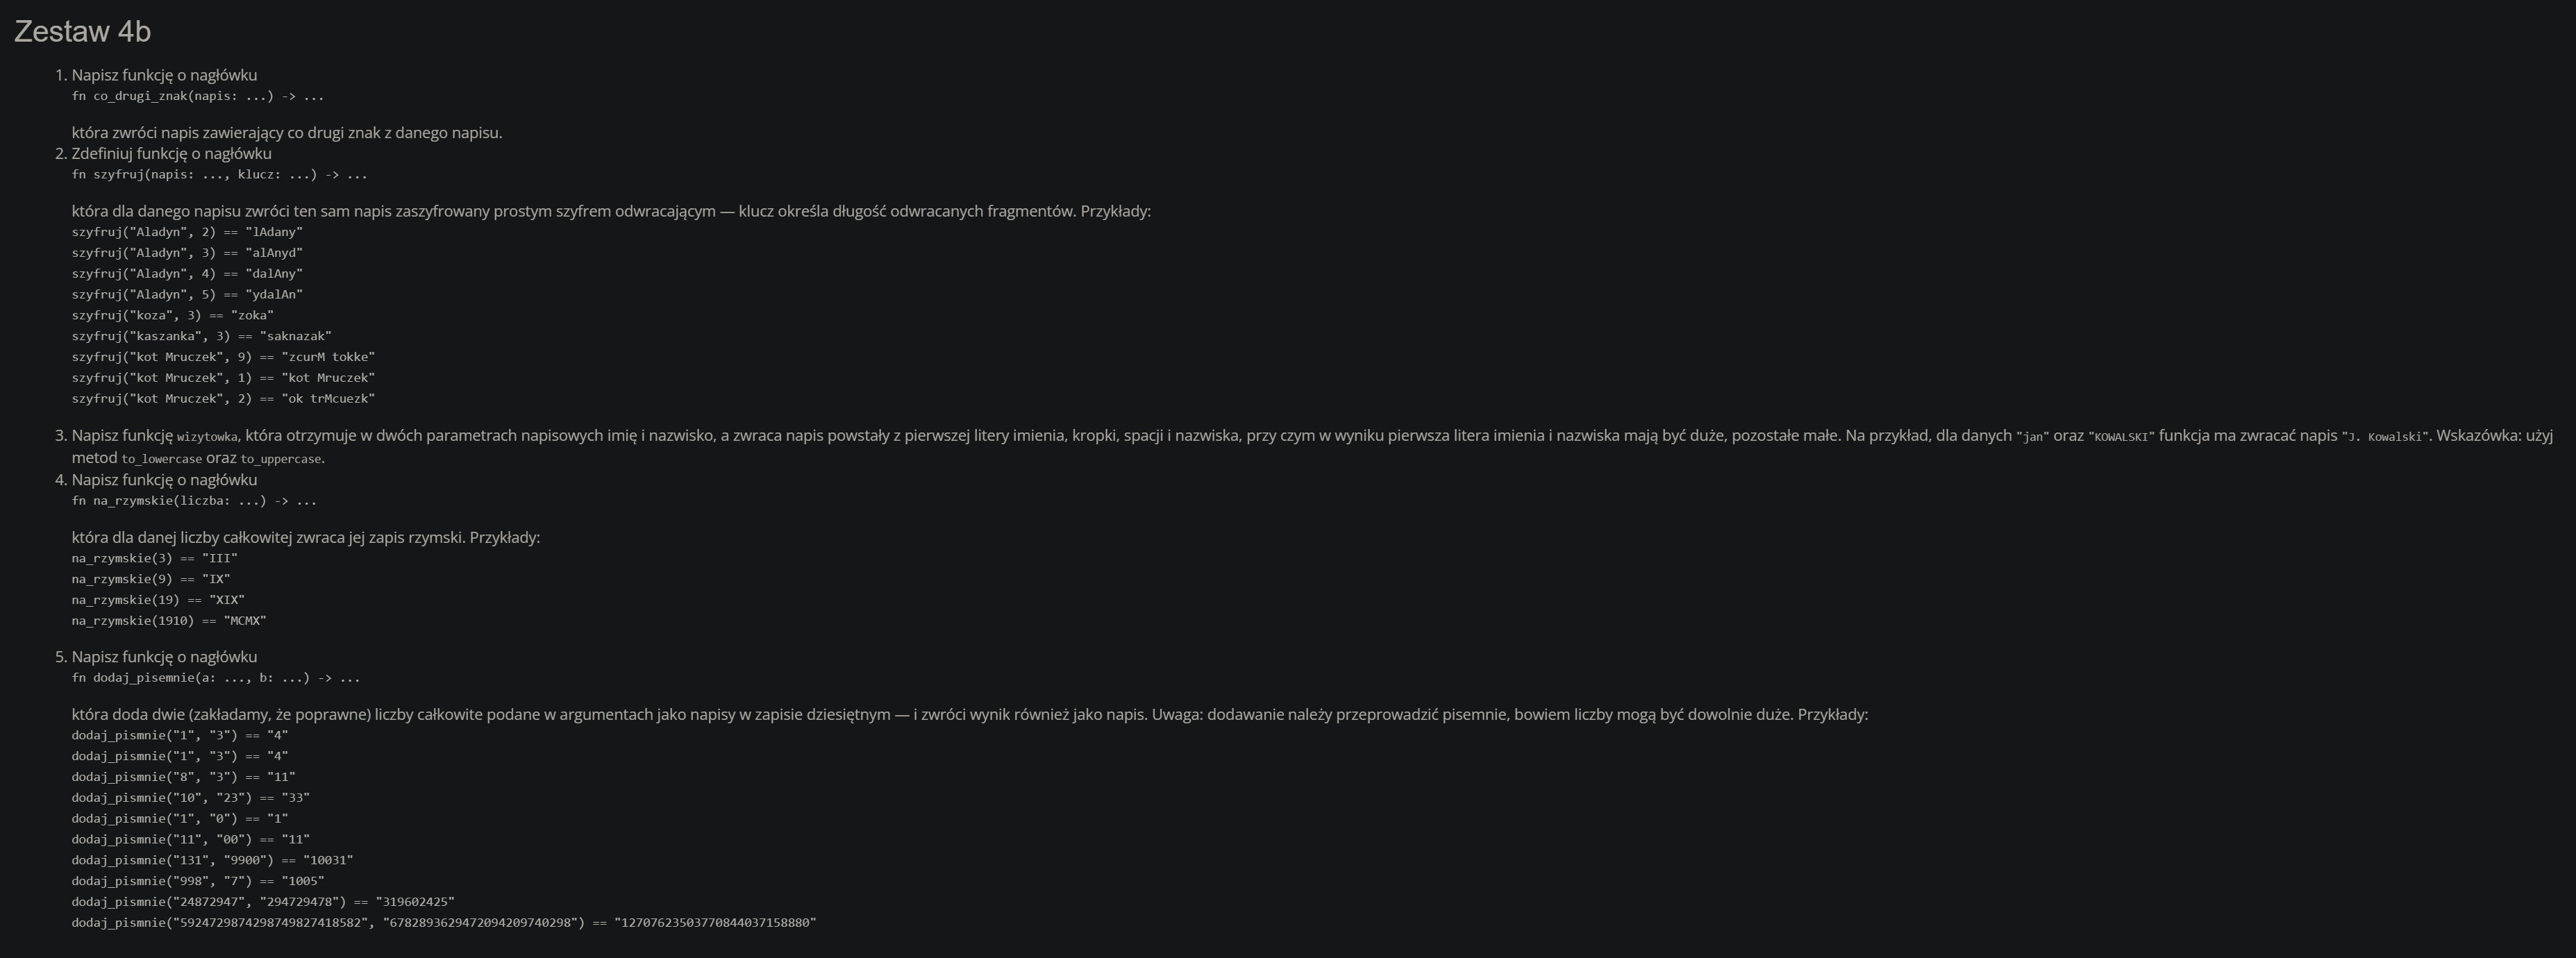 Zestaw 4b
1. Napisz funkcję o nagłówku
fn co_drugi_znak(napis: ...) -> ...
która zwróci napis zawierający co drugi znak z danego napisu.
2. Zdefiniuj funkcję o nagłówku
fn szyfruj(napis: ..., klucz: ...) -> ...
która dla danego napisu zwróci ten sam napis zaszyfrowany prostym szyfrem odwracającym — klucz określa długość odwracanych fragmentów. Przykłady:
szyfruj("Aladyn", 2) == "lAdany"
szyfruj("Aladyn", 3) == "alAnyd"
szyfruj("Aladyn", 4) == "dalAny"
szyfruj("Aladyn", 5) == "ydalAn"
szyfruj("koza", 3) == "zoka"
szyfruj("kaszanka", 3) == "saknazak"
szyfruj("kot Mruczek", 9) == "zcurM tokke"
szyfruj("kot Mruczek", 1) == "kot Mruczek"
szyfruj("kot Mruczek", 2) == "ok trMcuezk"
3. Napisz funkcję wizytowka, która otrzymuje w dwóch parametrach napisowych imię i nazwisko, a zwraca napis powstały z pierwszej litery imienia, kropki, spacji i nazwiska, przy czym w wyniku pierwsza litera imienia i nazwiska mają być duże, pozostałe małe. Na przykład, dla danych "jan" oraz "KOWALSKI" funkcja ma zwracać napis "J. Kowalski". Wskazówka: użyj
metod to_lowercase oraz to_uppercase.
4. Napisz funkcję o nagłówku
fn na_rzymskie(liczba: ...) -> ...
która dla danej liczby całkowitej zwraca jej zapis rzymski. Przykłady:
na_rzymskie(3) == "III"
na_rzymskie(9) == "IX"
na_rzymskie(19) == "XIX"
na_rzymskie(1910) == "MCMX"
5. Napisz funkcję o nagłówku
fn dodaj_pisemnie(a: ..., b: ...) -> ...
która doda dwie (zakładamy, że poprawne) liczby całkowite podane w argumentach jako napisy w zapisie dziesiętnym — i zwróci wynik również jako napis. Uwaga: dodawanie należy przeprowadzić pisemnie, bowiem liczby mogą być dowolnie duże. Przykłady:
dodaj_pismnie("1", "3") == "4"
dodaj_pismnie("1", "3") == "4"
dodaj_pismnie("8", "3") == "11"
dodaj_pismnie("10", "23") == "33"
dodaj_pismnie("1", "0") == "1"
dodaj_pismnie("11", "00") == "11"
dodaj_pismnie("131", "9900") == "10031"
dodaj_pismnie("998", "7") == "1005"
dodaj_pismnie("24872947", "294729478") == "319602425"
dodaj_pismnie("5924729874298749827418582", "6782893629472094209740298") == "12707623503770844037158880"